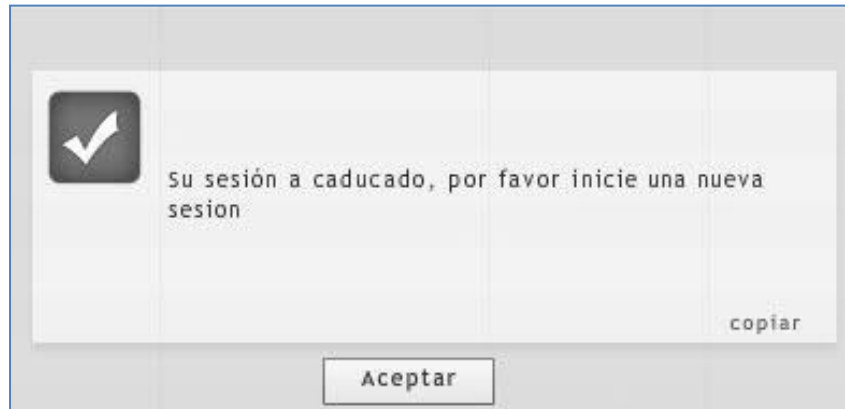 Su sesión a caducado, por favor inicie una nueva
sesion
copiar
Aceptar